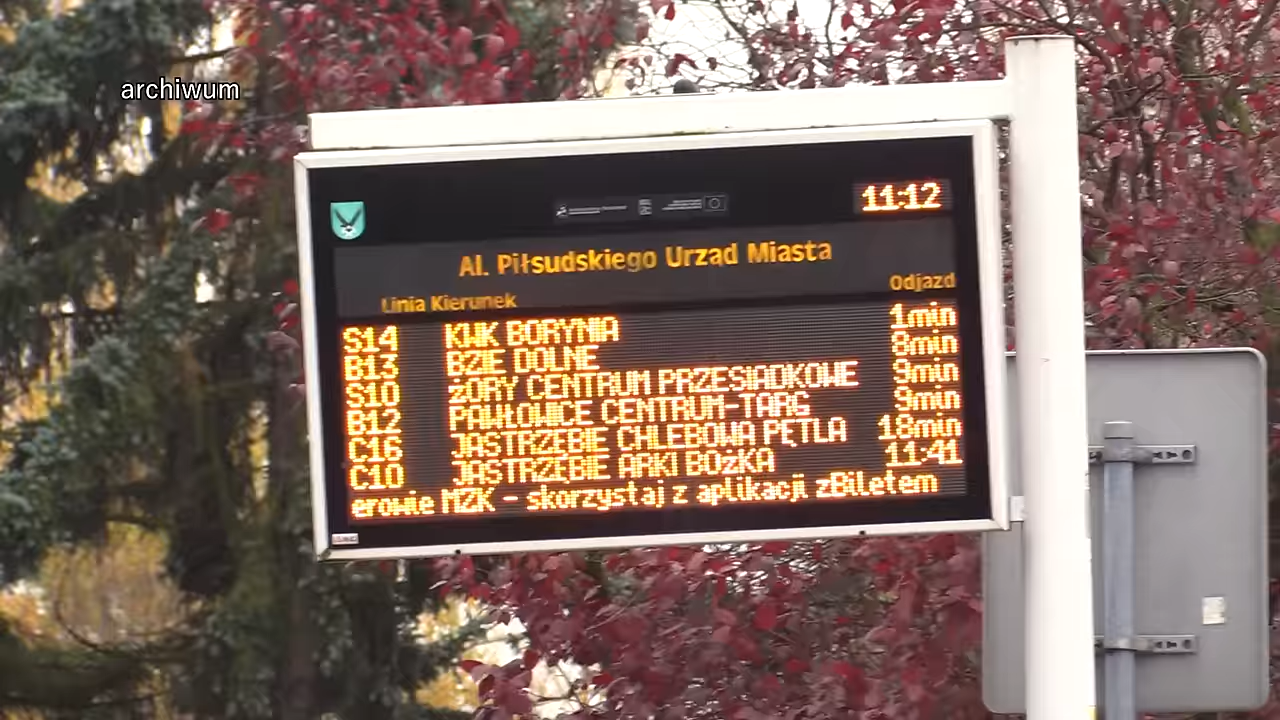 archiwum
11:12
Al. Piłsudskiego Urząd Miasta
Linia Kierunek Odjazd
S14 KWK BORYNIA 1min
B13 BZIE DOLNE 8min
S10 ŻORY CENTRUM PRZESIADKOWE 9min
B12 PAWŁOWICE CENTRUM-TARG 9min
C16 JASTRZĘBIE CHLEBOWA PĘTLA 18min
C10 JASTRZĘBIE ARKI BOŻKA 11:41
erowie MZK - skorzystaj z aplikacji zBiletem